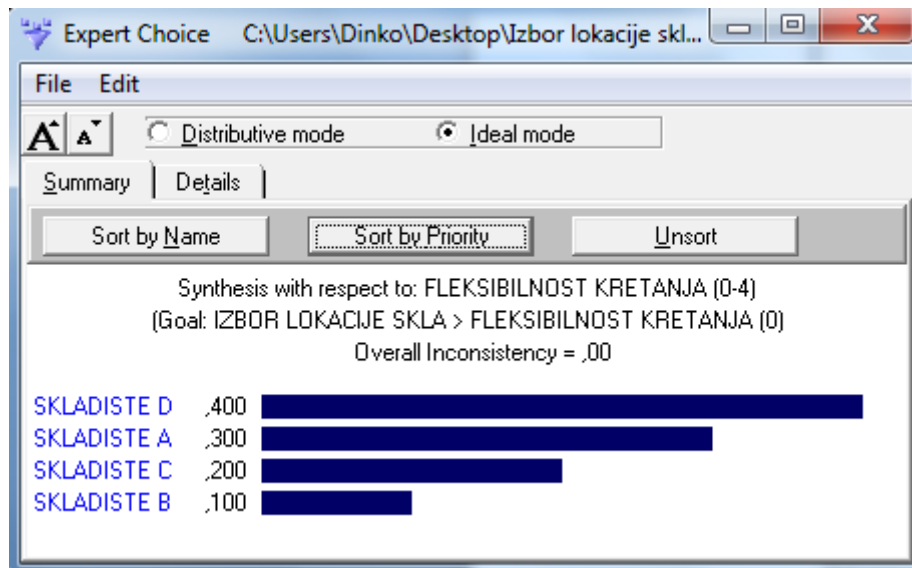 Expert Choice C:\Users\Dinko\Desktop\Izbor lokacije skl...
File Edit
A A Distributive mode Ideal mode
Summary Details
Sort by Name Sort by Priority Unsort
Synthesis with respect to: FLEKSIBILNOST KRETANJA (0-4)
(Goal: IZBOR LOKACIJE SKLA > FLEKSIBILNOST KRETANJA (0)
Overall Inconsistency = ,00
SKLADISTE D ,400
SKLADISTE A ,300
SKLADISTE C ,200
SKLADISTE B ,100